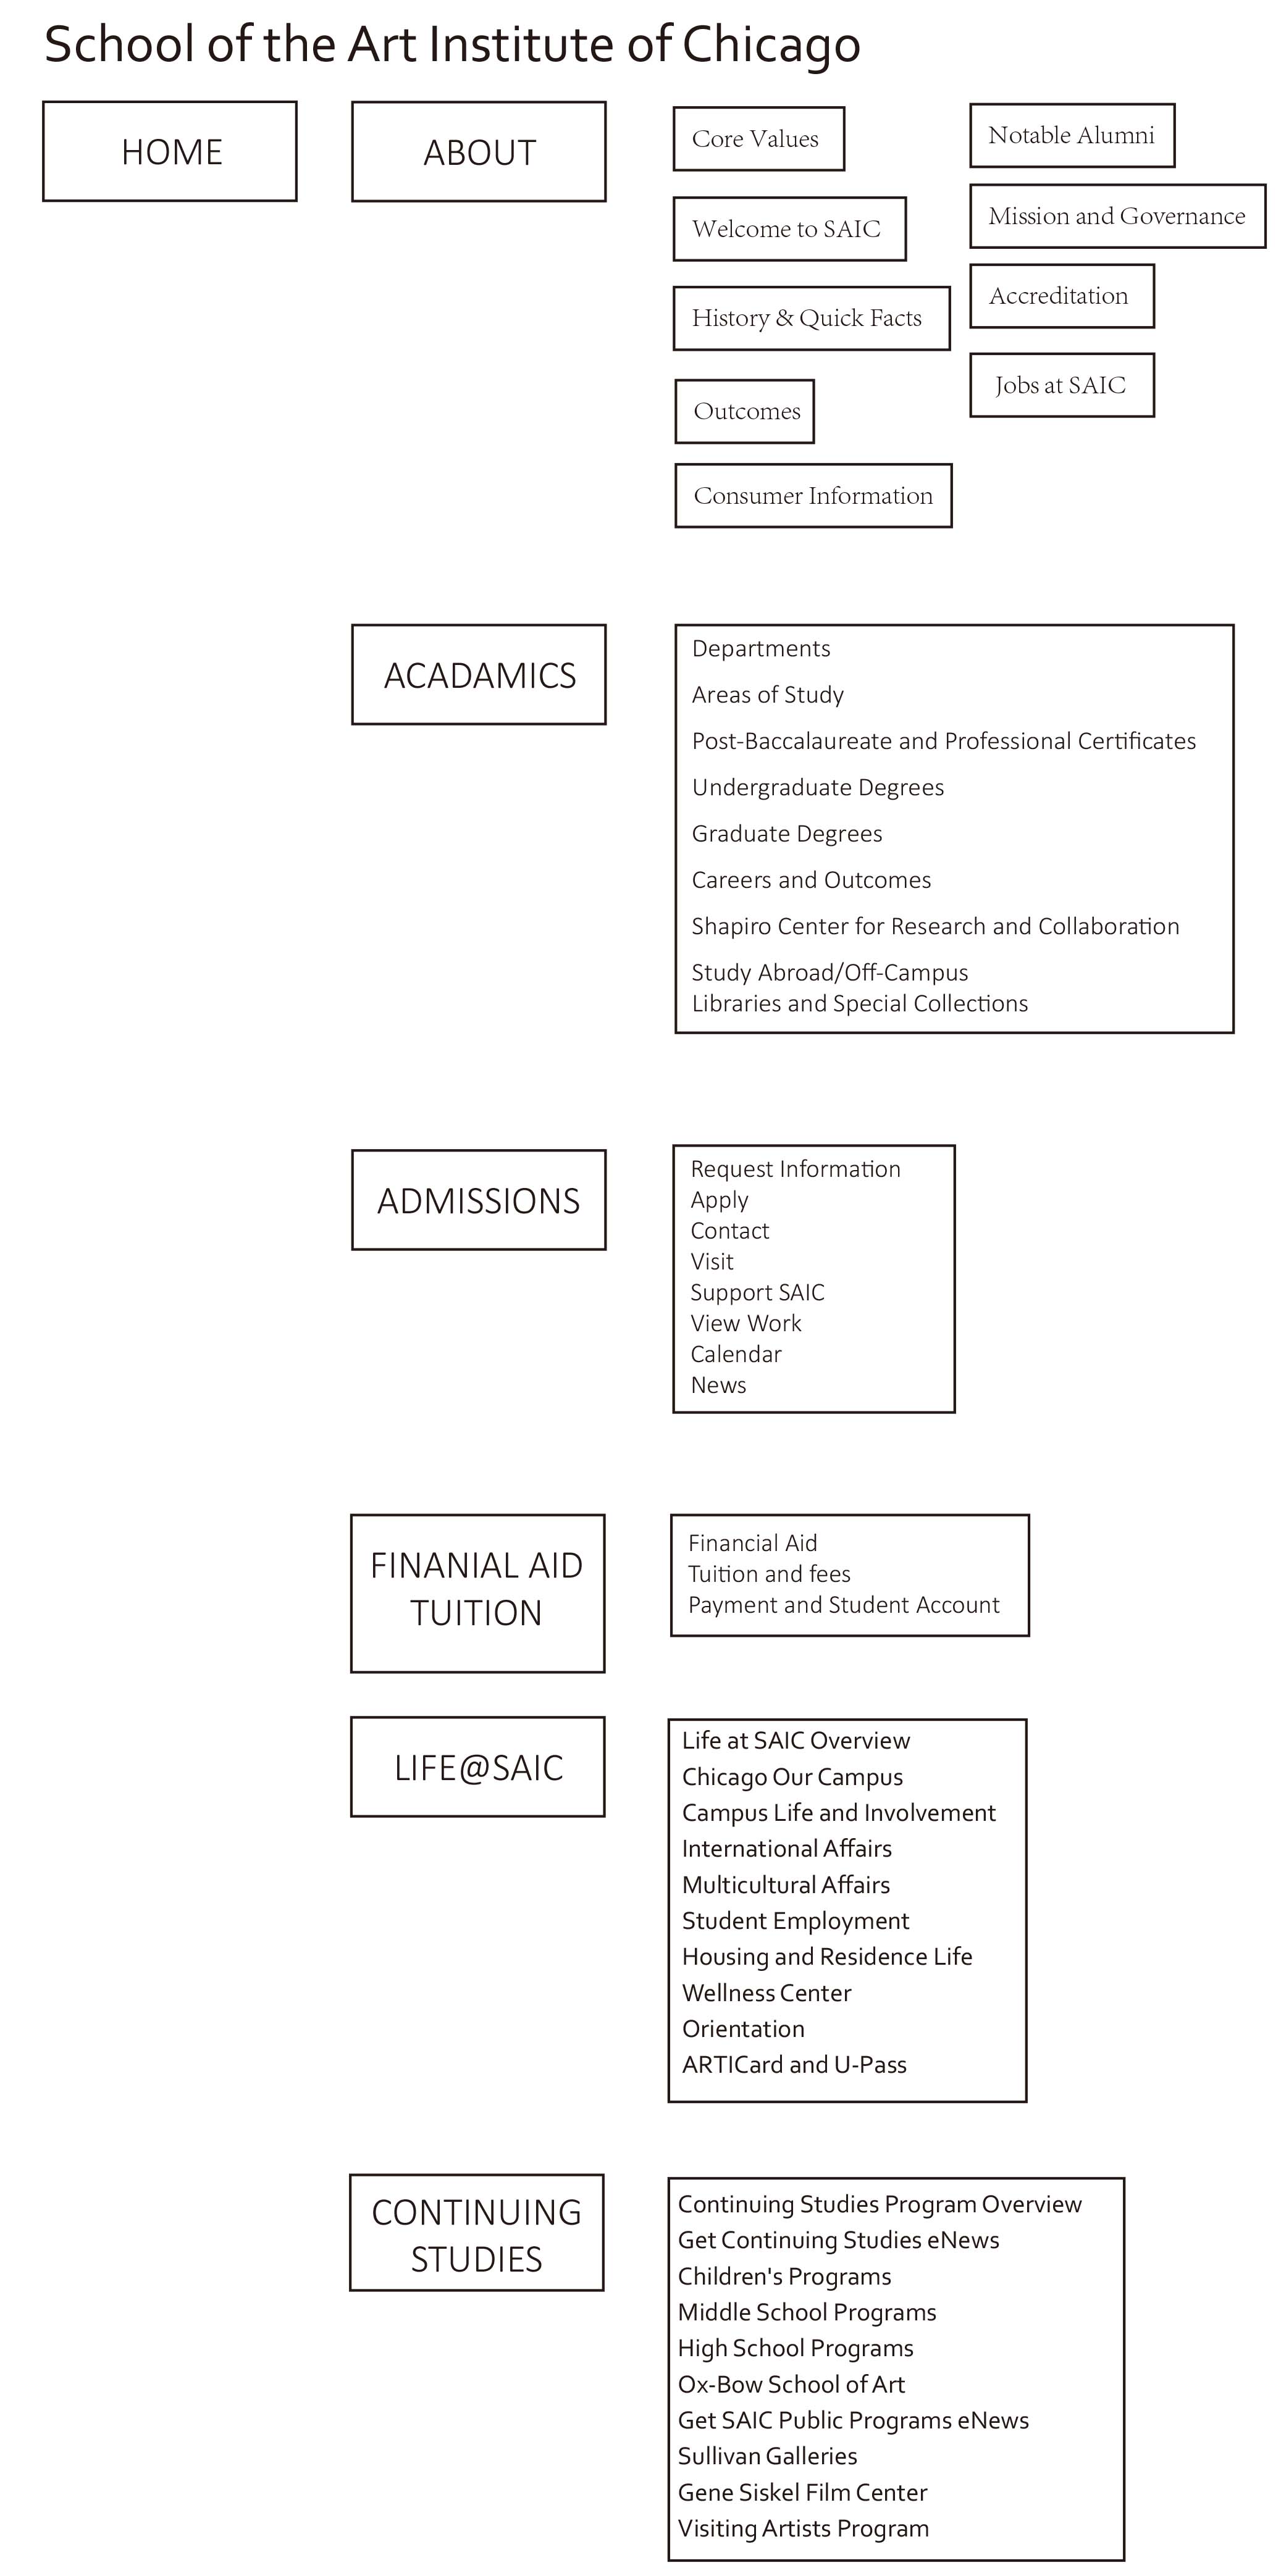 School of the Art Institute of Chicago
HOME
ABOUT
Core Values
Welcome to SAIC
History & Quick Facts
Outcomes
Consumer Information
Notable Alumni
Mission and Governance
Accreditation
Jobs at SAIC
ACADAMICS
Departments
Areas of Study
Post-Baccalaureate and Professional Certificates
Undergraduate Degrees
Graduate Degrees
Careers and Outcomes
Shapiro Center for Research and Collaboration
Study Abroad/Off-Campus
Libraries and Special Collections
ADMISSIONS
Request Information
Apply
Contact
Visit
Support SAIC
View Work
Calendar
News
FINANIAL AID
TUITION
Financial Aid
Tuition and fees
Payment and Student Account
LIFE@SAIC
Life at SAIC Overview
Chicago Our Campus
Campus Life and Involvement
International Affairs
Multicultural Affairs
Student Employment
Housing and Residence Life
Wellness Center
Orientation
ARTICard and U-Pass
CONTINUING
STUDIES
Continuing Studies Program Overview
Get Continuing Studies eNews
Children's Programs
Middle School Programs
High School Programs
Ox-Bow School of Art
Get SAIC Public Programs eNews
Sullivan Galleries
Gene Siskel Film Center
Visiting Artists Program